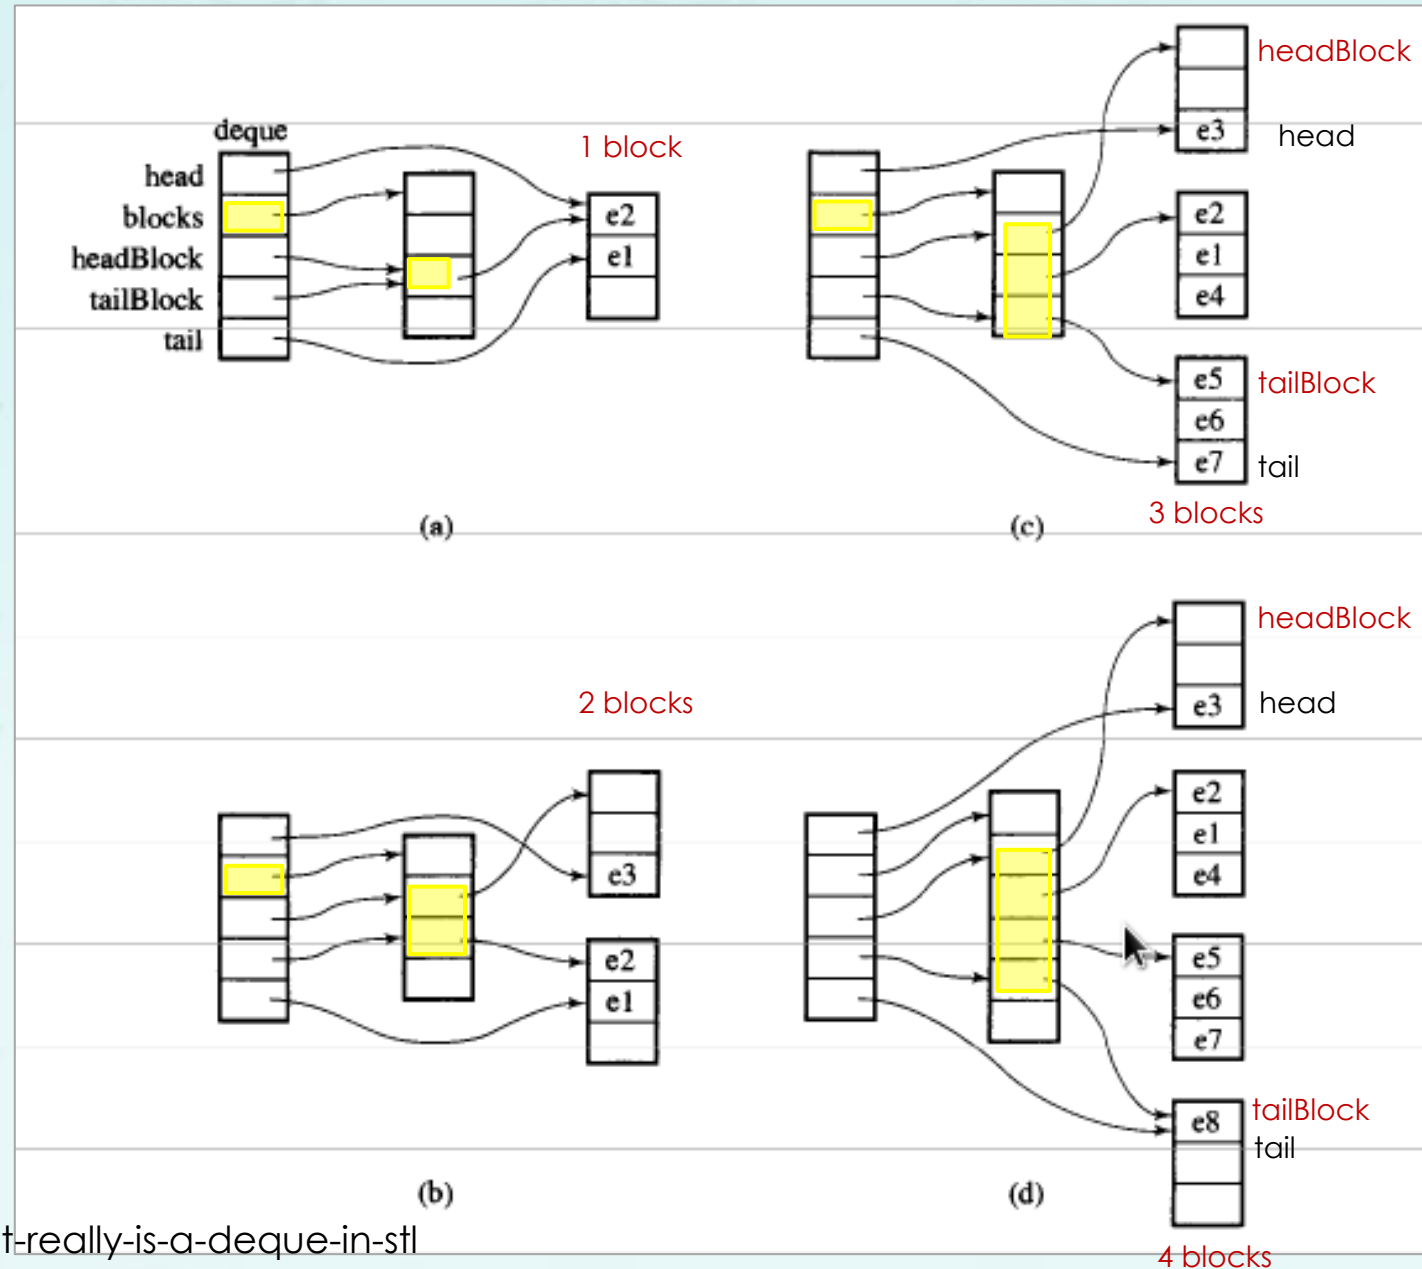 deque
head
blocks
headBlock
tailBlock
tail
1 block
e2
e1
(a)
headBlock
e3 head
e2
e1
e4
e5 tailBlock
e6
e7 tail
3 blocks
(c)
2 blocks
e3
e2
e1
(b)
headBlock
e3 head
e2
e1
e4
e5
e6
e7
e8 tailBlock
tail
(d)
4 blocks
t-really-is-a-deque-in-stl